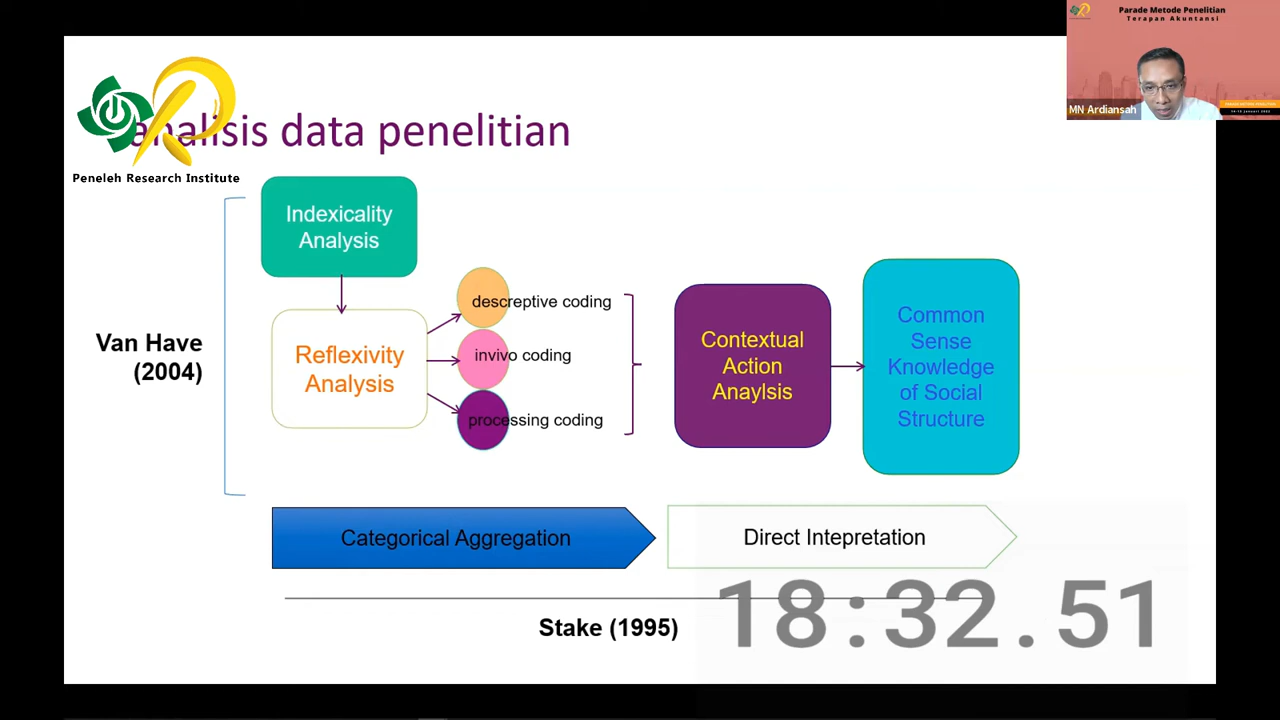 Parade Metode Penelitian
Terapan Akuntansi
MN Ardiansah
analisis data penelitian
Peneleh Research Institute
Indexicality
Analysis
Van Have
(2004)
Reflexivity
Analysis
descreptive coding
invivo coding
processing coding
Contextual
Action
Anaylsis
Common
Sense
Knowledge
of Social
Structure
Categorical Aggregation
Direct Intepretation
Stake (1995)
18:32.51